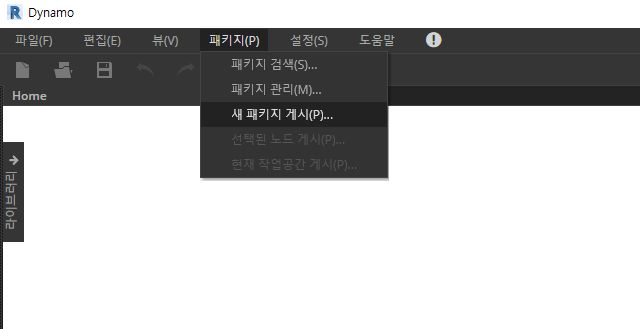 Dynamo
파일(F) 편집(E) 뷰(V) 패키지(P) 설정(S) 도움말
패키지 검색(S)...
패키지 관리(M)...
Home
새 패키지 게시(P)...
선택된 노드 게시(P)...
현재 작업공간 게시(P)...
라이브러리